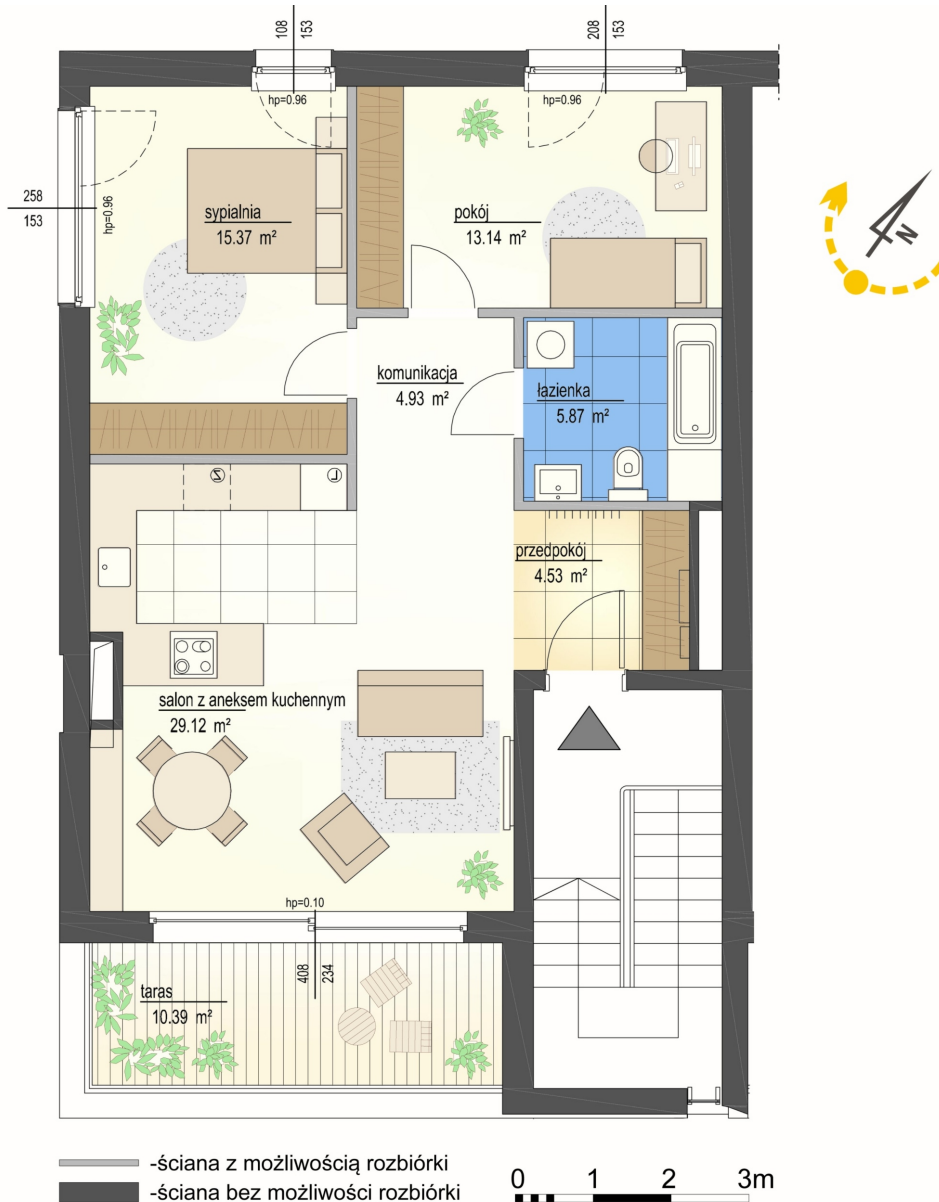 108
153
208
153
hp=0.96
hp=0.96
258
153
hp=0.96
sypialnia
15.37 m²
pokój
13.14 m²
N
komunikacja
4.93 m²
łazienka
5.87 m²
Z
L
przedpokój
4.53 m²
salon z aneksem kuchennym
29.12 m²
hp=0.10
408
234
taras
10.39 m²
-ściana z możliwością rozbiórki
-ściana bez możliwości rozbiórki
0 1 2 3m